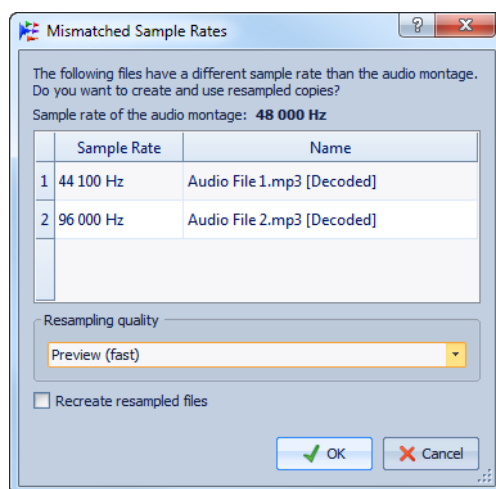 Mismatched Sample Rates
The following files have a different sample rate than the audio montage.
Do you want to create and use resampled copies?
Sample rate of the audio montage: 48 000 Hz
Sample Rate Name
1 44 100 Hz Audio File 1.mp3 [Decoded]
2 96 000 Hz Audio File 2.mp3 [Decoded]
Resampling quality
Preview (fast)
Recreate resampled files
OK Cancel